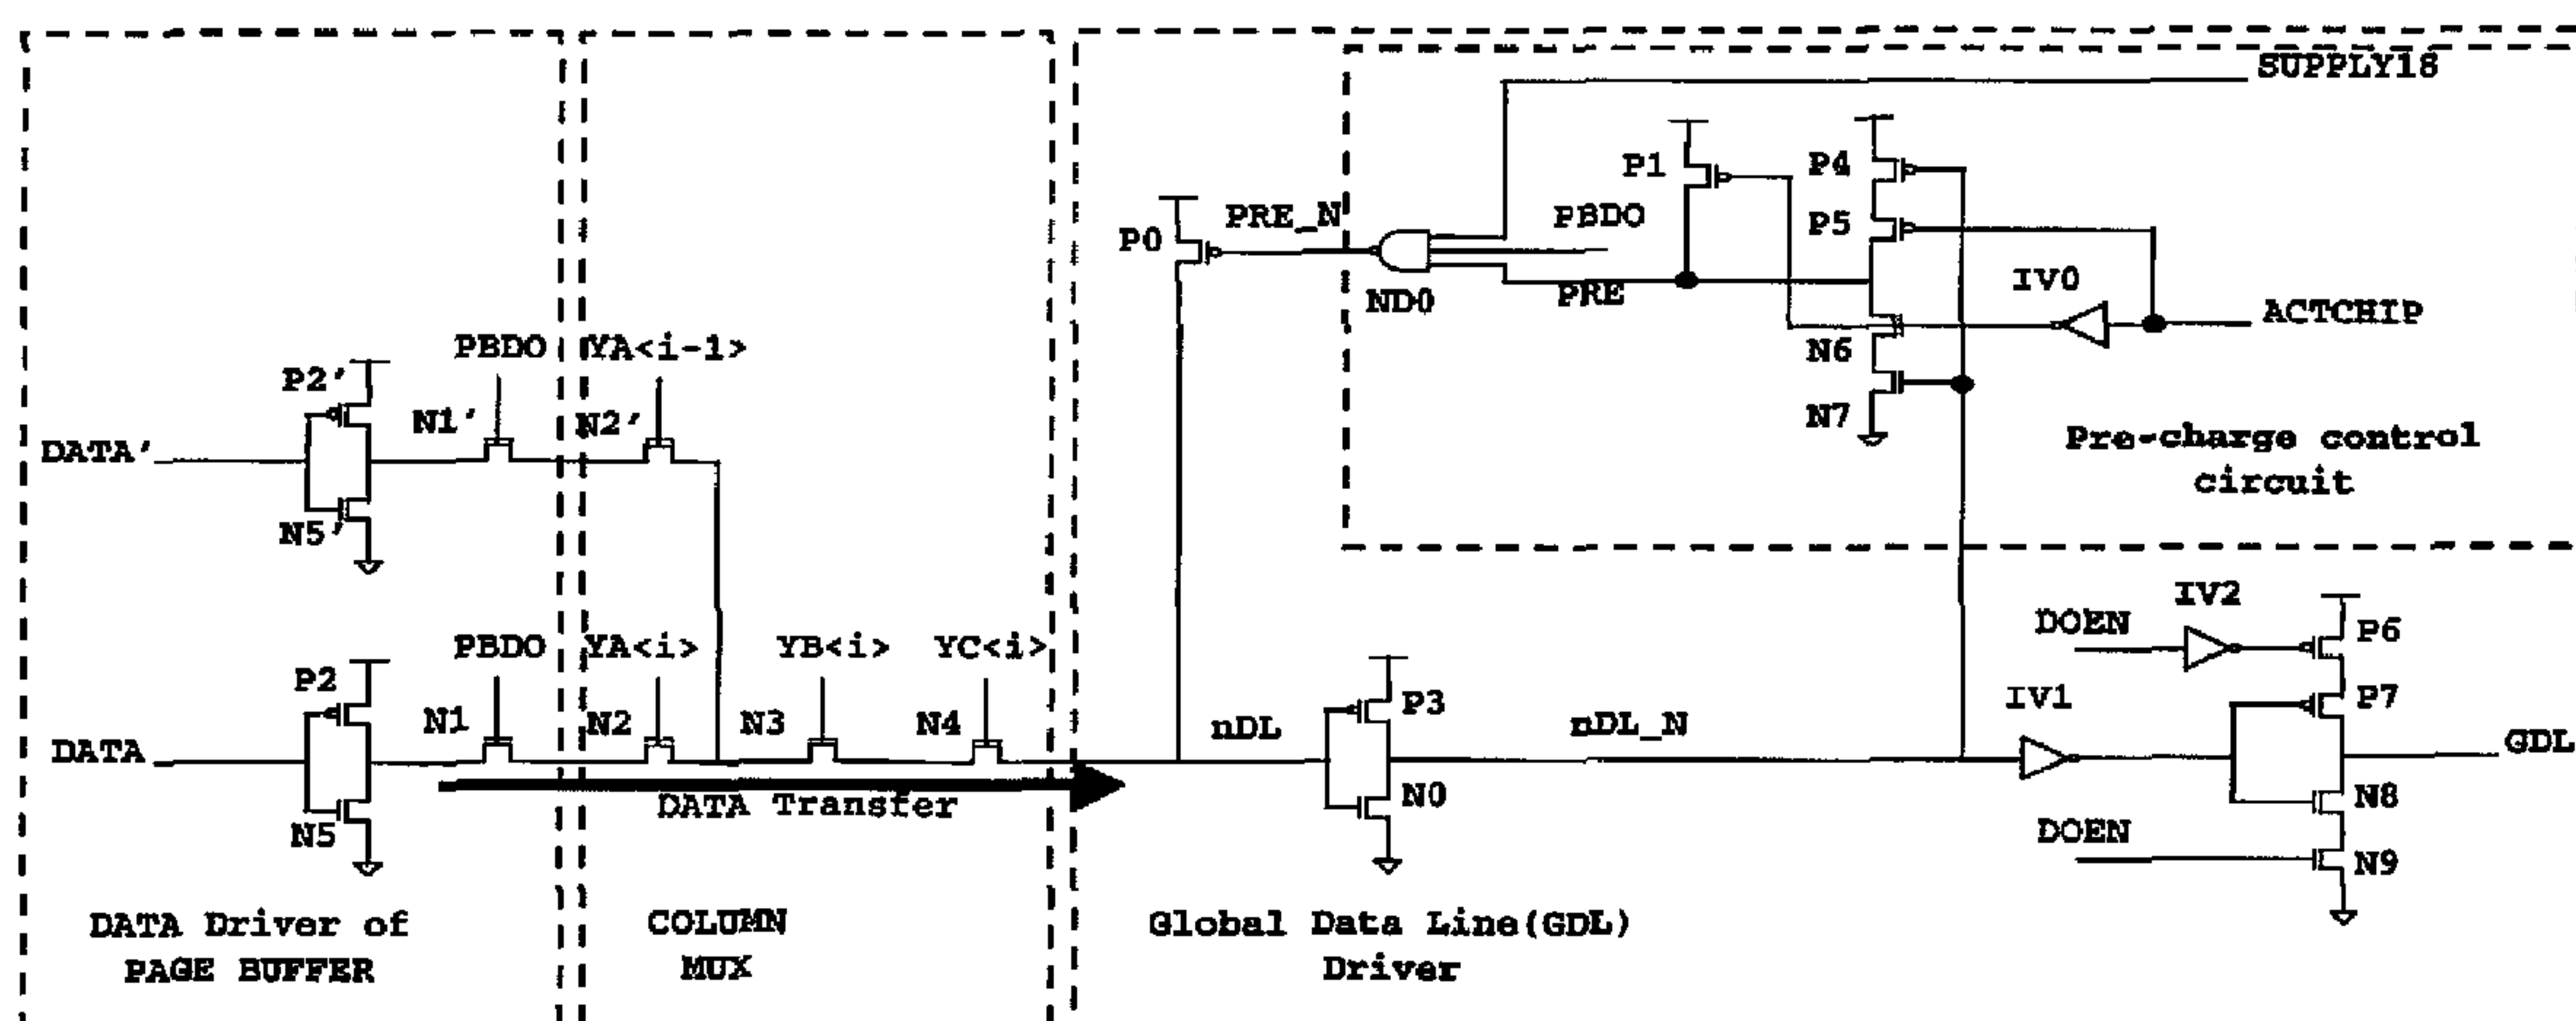 SUPPLY18
P1
P4
PRE_N
PBDO
P0
P5
IV0
ND0
PRE
ACTCHIP
N6
PBDO
YA<i-1>
P2'
N1'
N2'
N7
DATA'
Pre-charge control
circuit
N5'
IV2
DOEN
P6
PBDO
YA<i>
YB<i>
YC<i>
P2
IV1
P3
P7
N1
N2
N3
N4
nDL
nDL_N
GDL
DATA
DATA Transfer
N0
N8
N5
DOEN
N9
DATA Driver of
PAGE BUFFER
COLUMN
MUX
Global Data Line(GDL)
Driver